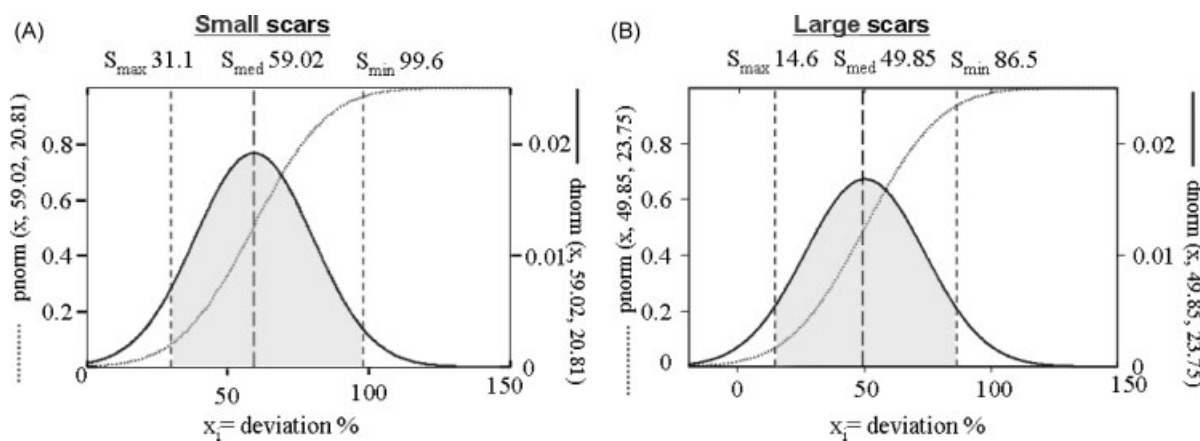 (A) Small scars
S_max 31.1 S_med 59.02 S_min 99.6
pnorm (x, 59.02, 20.81)
0.8
0.6
0.4
0.2
0 50 100 150
x_i= deviation %
0.02
0.01
0
dnorm (x, 59.02, 20.81)
(B) Large scars
S_max 14.6 S_med 49.85 S_min 86.5
pnorm (x, 49.85, 23.75)
0.8
0.6
0.4
0.2
0
0 50 100 150
x_i= deviation %
0.02
0.01
0
dnorm (x, 49.85, 23.75)